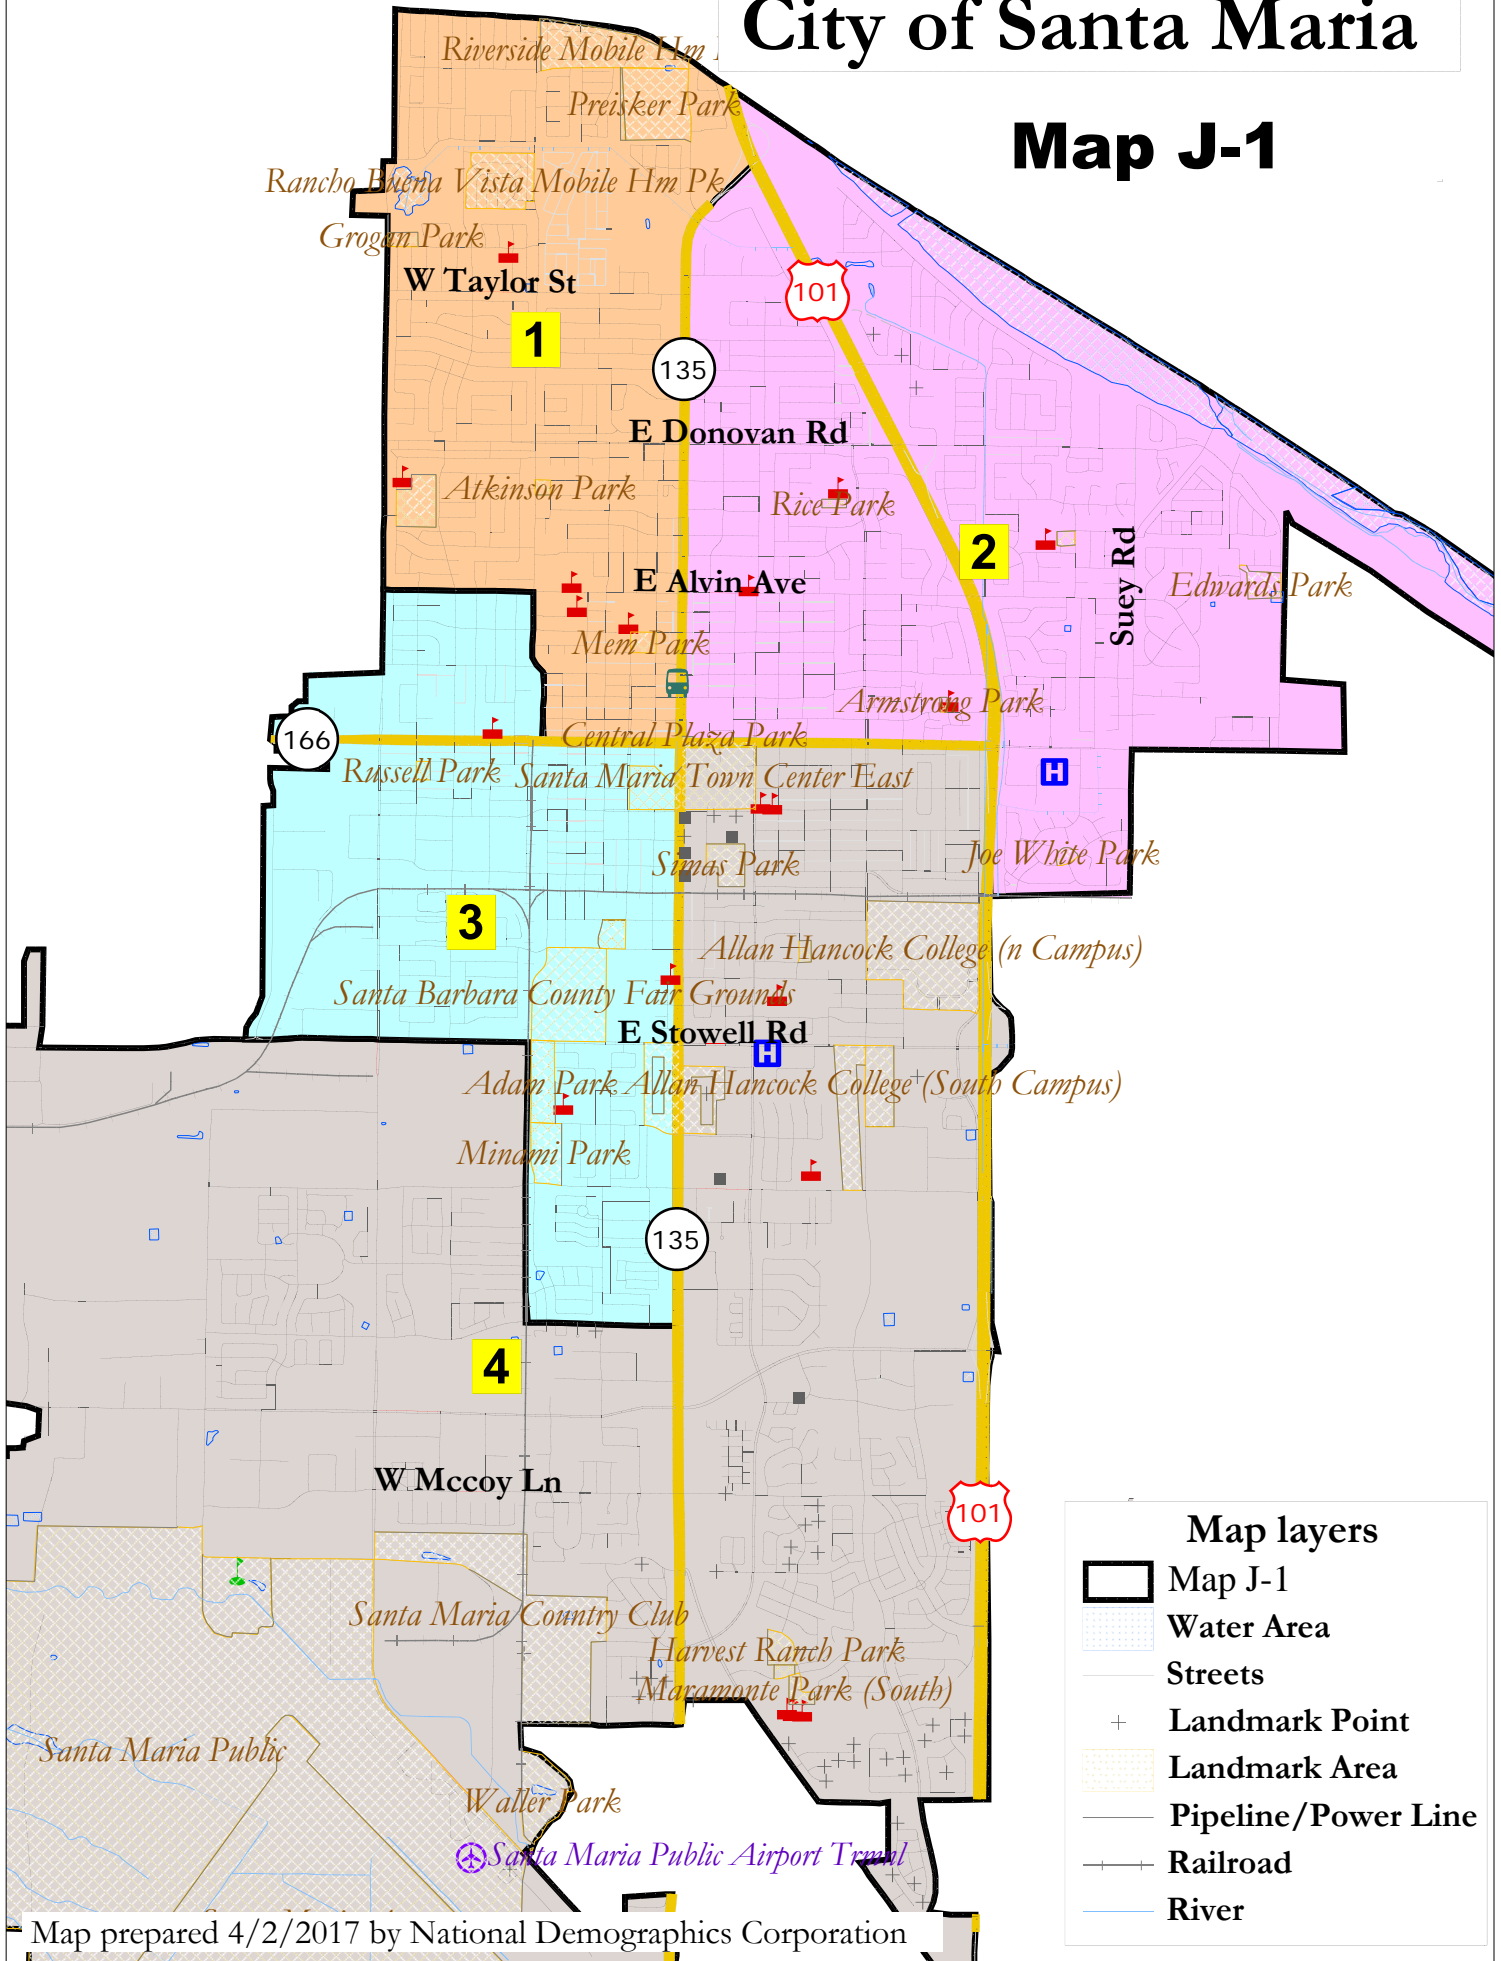 City of Santa Maria
Map J-1
Riverside Mobile Hm
Preisker Park
Rancho Buena Vista Mobile Hm Pk
Grogan Park
W Taylor St
101
1
135
E Donovan Rd
Atkinson Park
Rice Park
2
Suey Rd
E Alvin Ave
Edwards Park
Mem Park
Armstrong Park
166
Central Plaza Park
Russell Park
Santa Maria Town Center East
H
Simas Park
Joe White Park
3
Allan Hancock College (n Campus)
Santa Barbara County Fair Grounds
E Stowell Rd
H
Adam Park
Allan Hancock College (South Campus)
Minami Park
135
4
W Mccoy Ln
101
Santa Maria Country Club
Harvest Ranch Park
Maramonte Park (South)
Santa Maria Public
Waller Park
Santa Maria Public Airport Trmnl
Map layers
Map J-1
Water Area
Streets
Landmark Point
Landmark Area
Pipeline/Power Line
Railroad
River
Map prepared 4/2/2017 by National Demographics Corporation